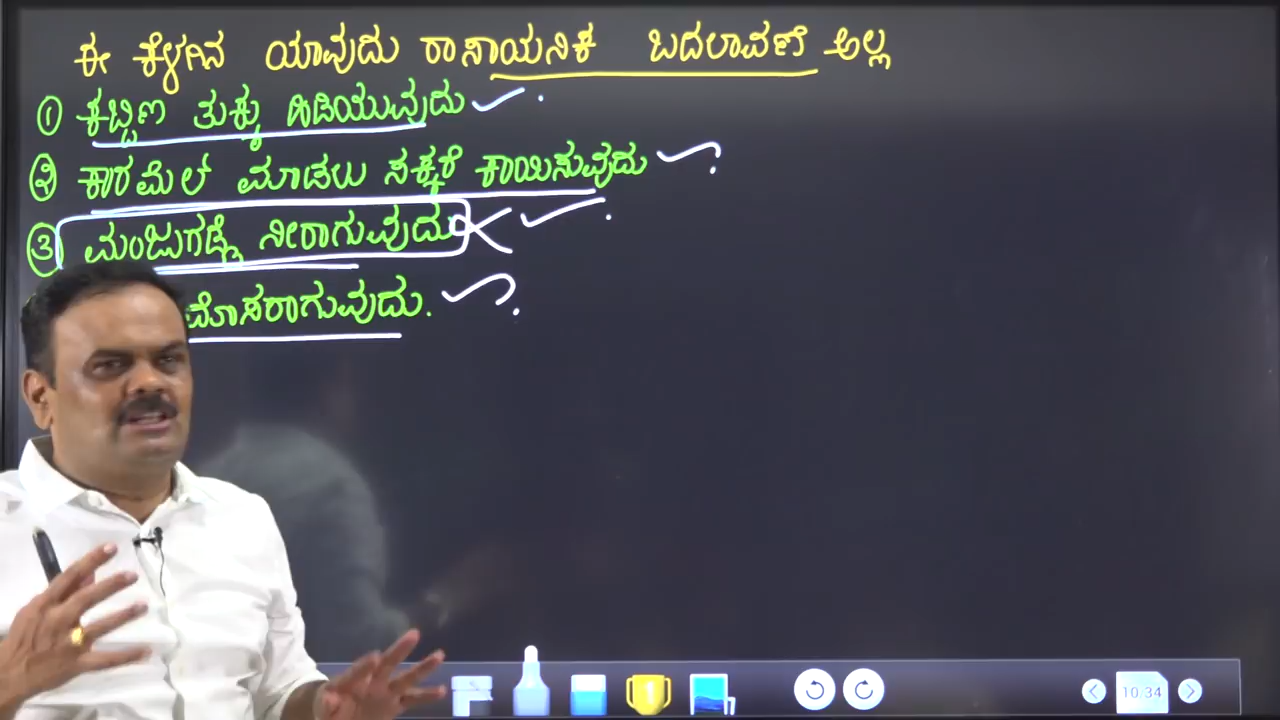 ಈ ಕೆಳಗಿನ ಯಾವುದು ರಾಸಾಯನಿಕ ಬದಲಾವಣೆ ಅಲ್ಲ
① ಕಬ್ಬಿಣ ತುಕ್ಕು ಹಿಡಿಯುವುದು
② ಕಾರಮೆಲ್ ಮಾಡಲು ಸಕ್ಕರೆ ಕಾಯಿಸುವುದು
③ ಮಂಜುಗಡ್ಡೆ ನೀರಾಗುವುದು
ಮೊಸರಾಗುವುದು.
10/34